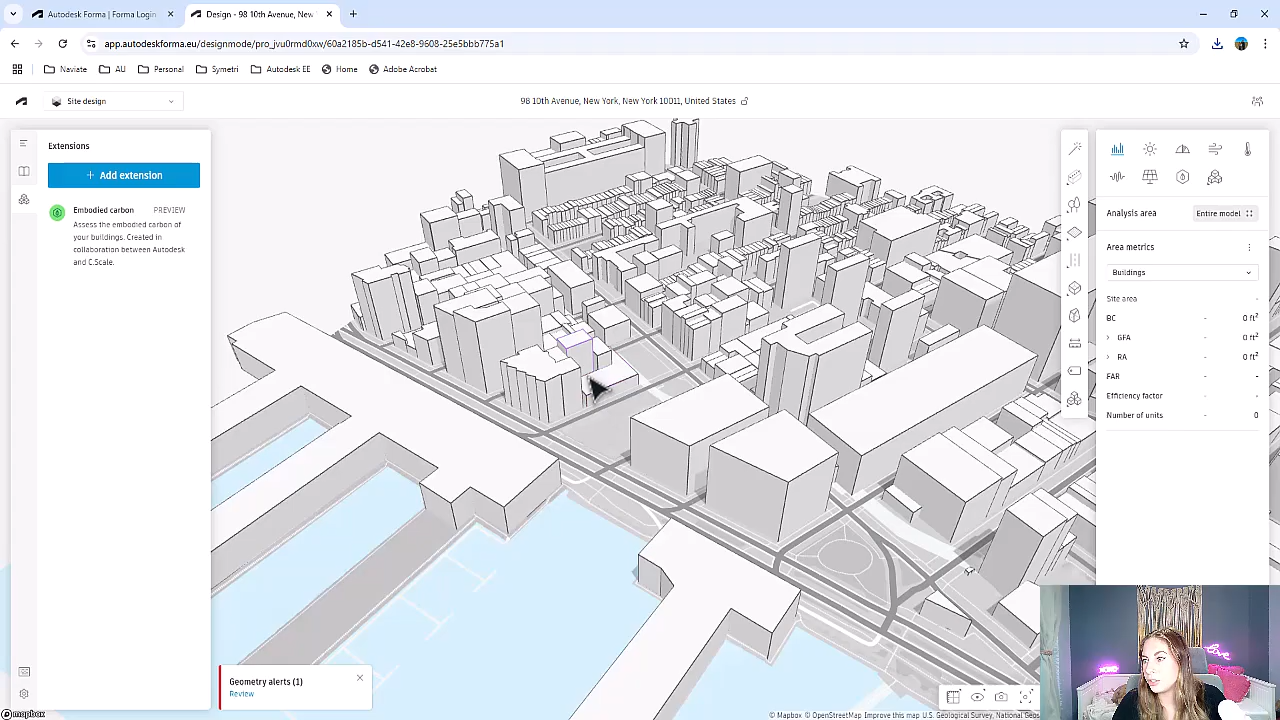 Autodesk Forma | Forma Login
Design - 98 10th Avenue, New
app.autodeskforma.eu/designmode/pro_jvu0rmd0xw/60a2185b-d541-42e8-9608-25e5bbb775a1
Naviate
AU
Personal
Symetri
Autodesk EE
Home
Adobe Acrobat
Site design
98 10th Avenue, New York, New York 10011, United States
Extensions
+ Add extension
Embodied carbon PREVIEW
Assess the embodied carbon of
your buildings. Created in
collaboration between Autodesk
and C.Scale.
Analysis area Entire model
Area metrics
Buildings
Site area -
BC - 0 ft²
GFA - 0 ft²
RA - 0 ft²
FAR -
Efficiency factor - -
Number of units - 0
Geometry alerts (1)
Review
mapbox
© Mapbox © OpenStreetMap Improve this map U.S. Geological Survey, National